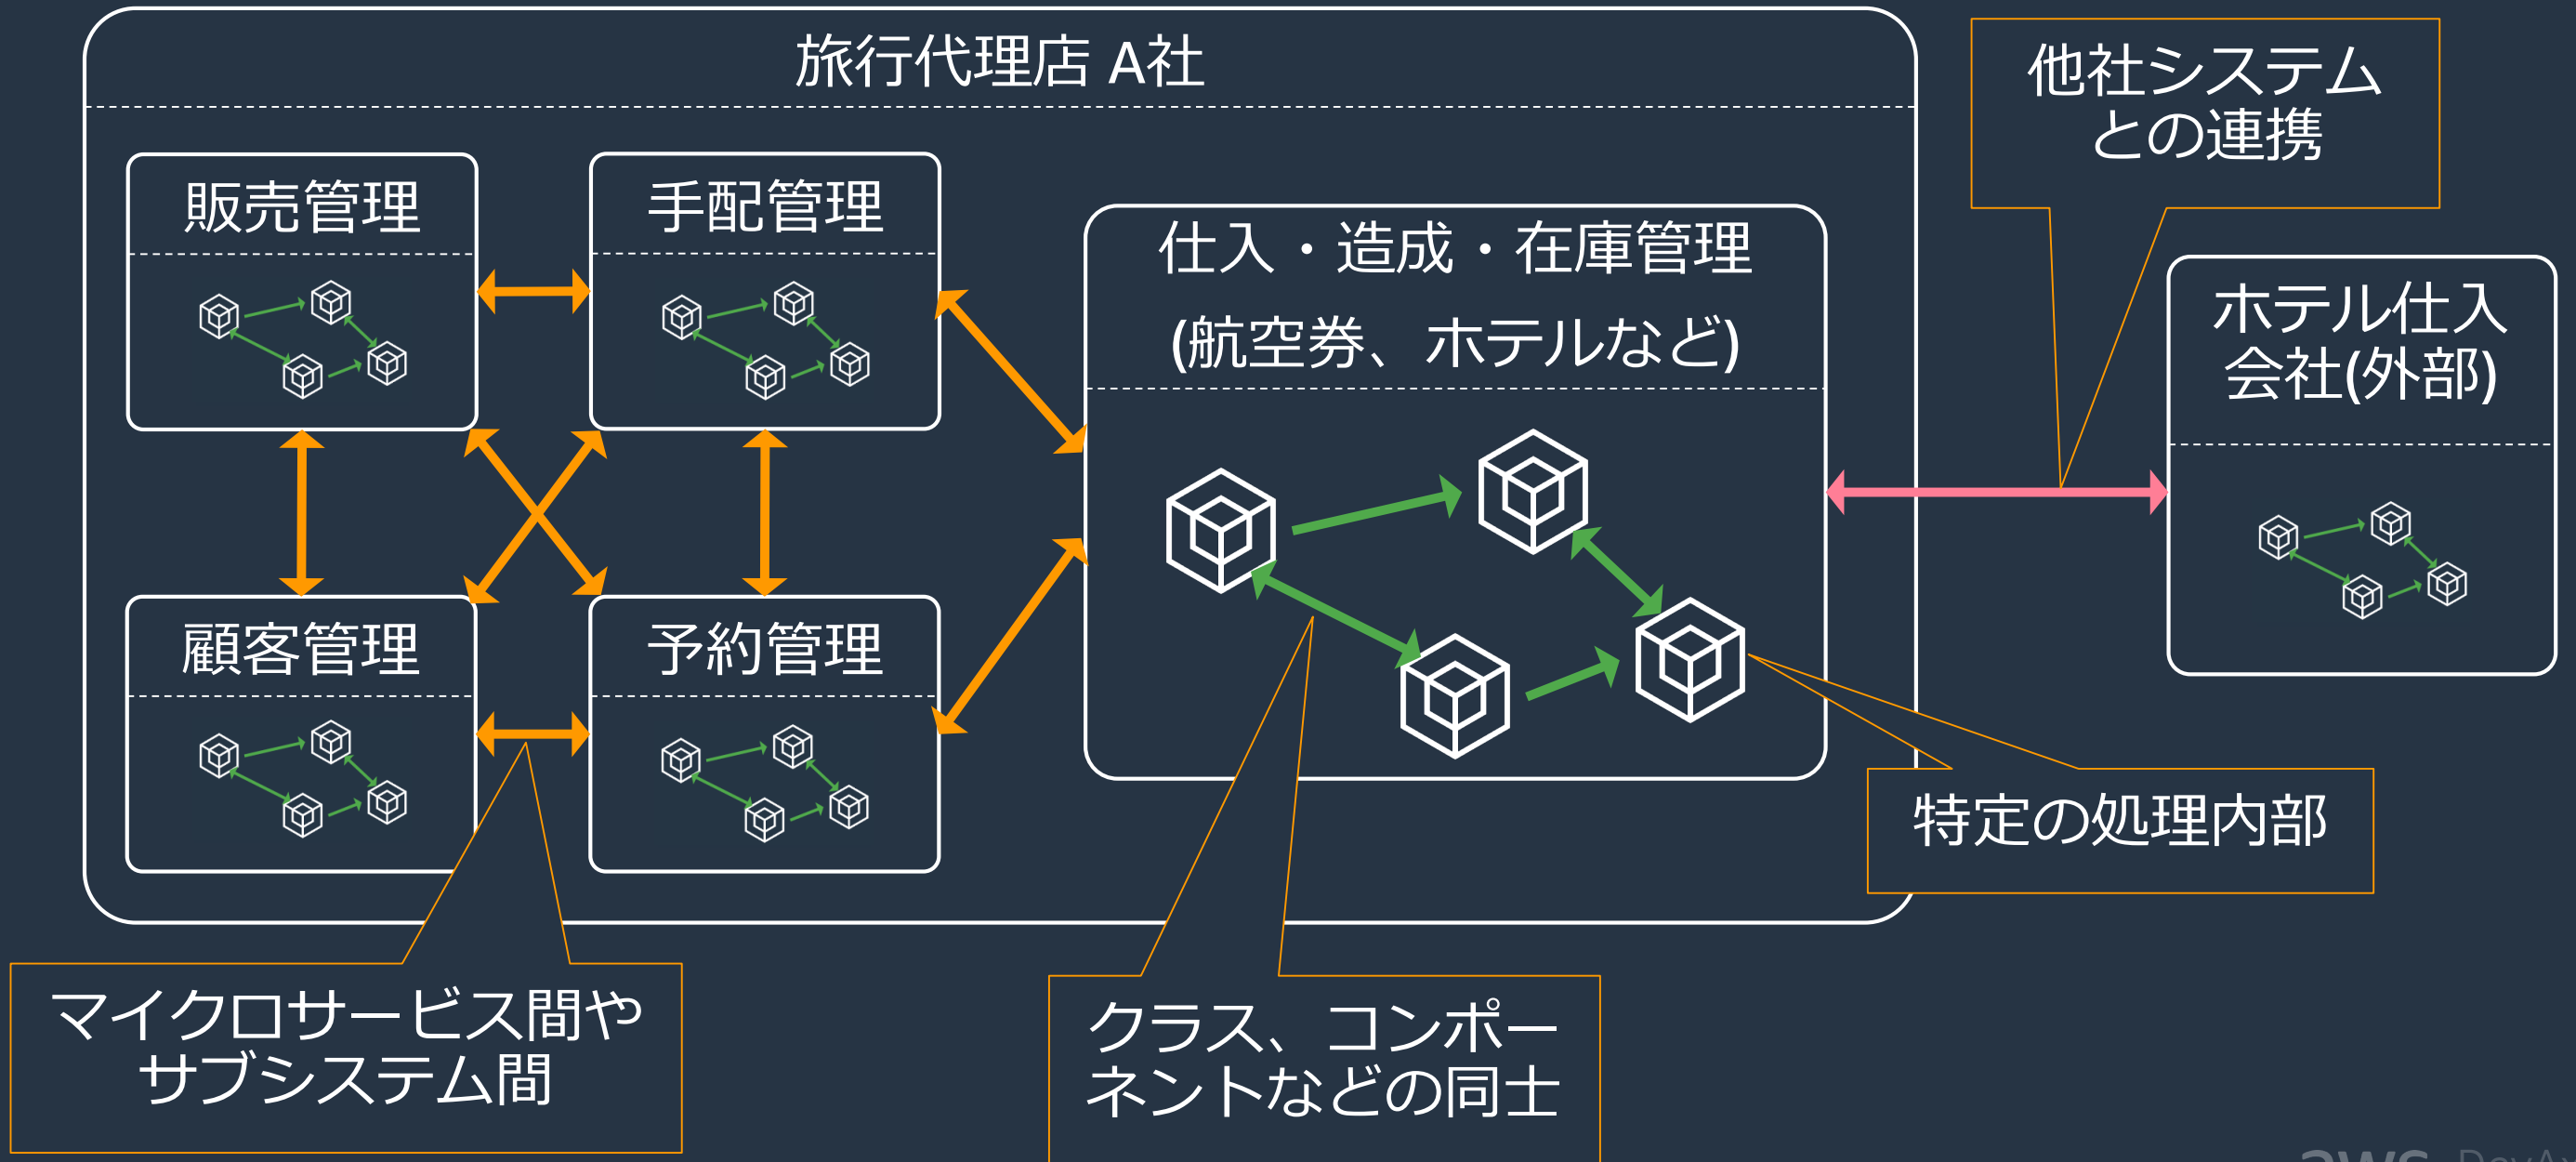 旅行代理店 A社
他社システム
との連携
販売管理
手配管理
仕入・造成・在庫管理
(航空券、ホテルなど)
ホテル仕入
会社(外部)
顧客管理
予約管理
特定の処理内部
マイクロサービス間や
サブシステム間
クラス、コンポー
ネントなどの同士
aws